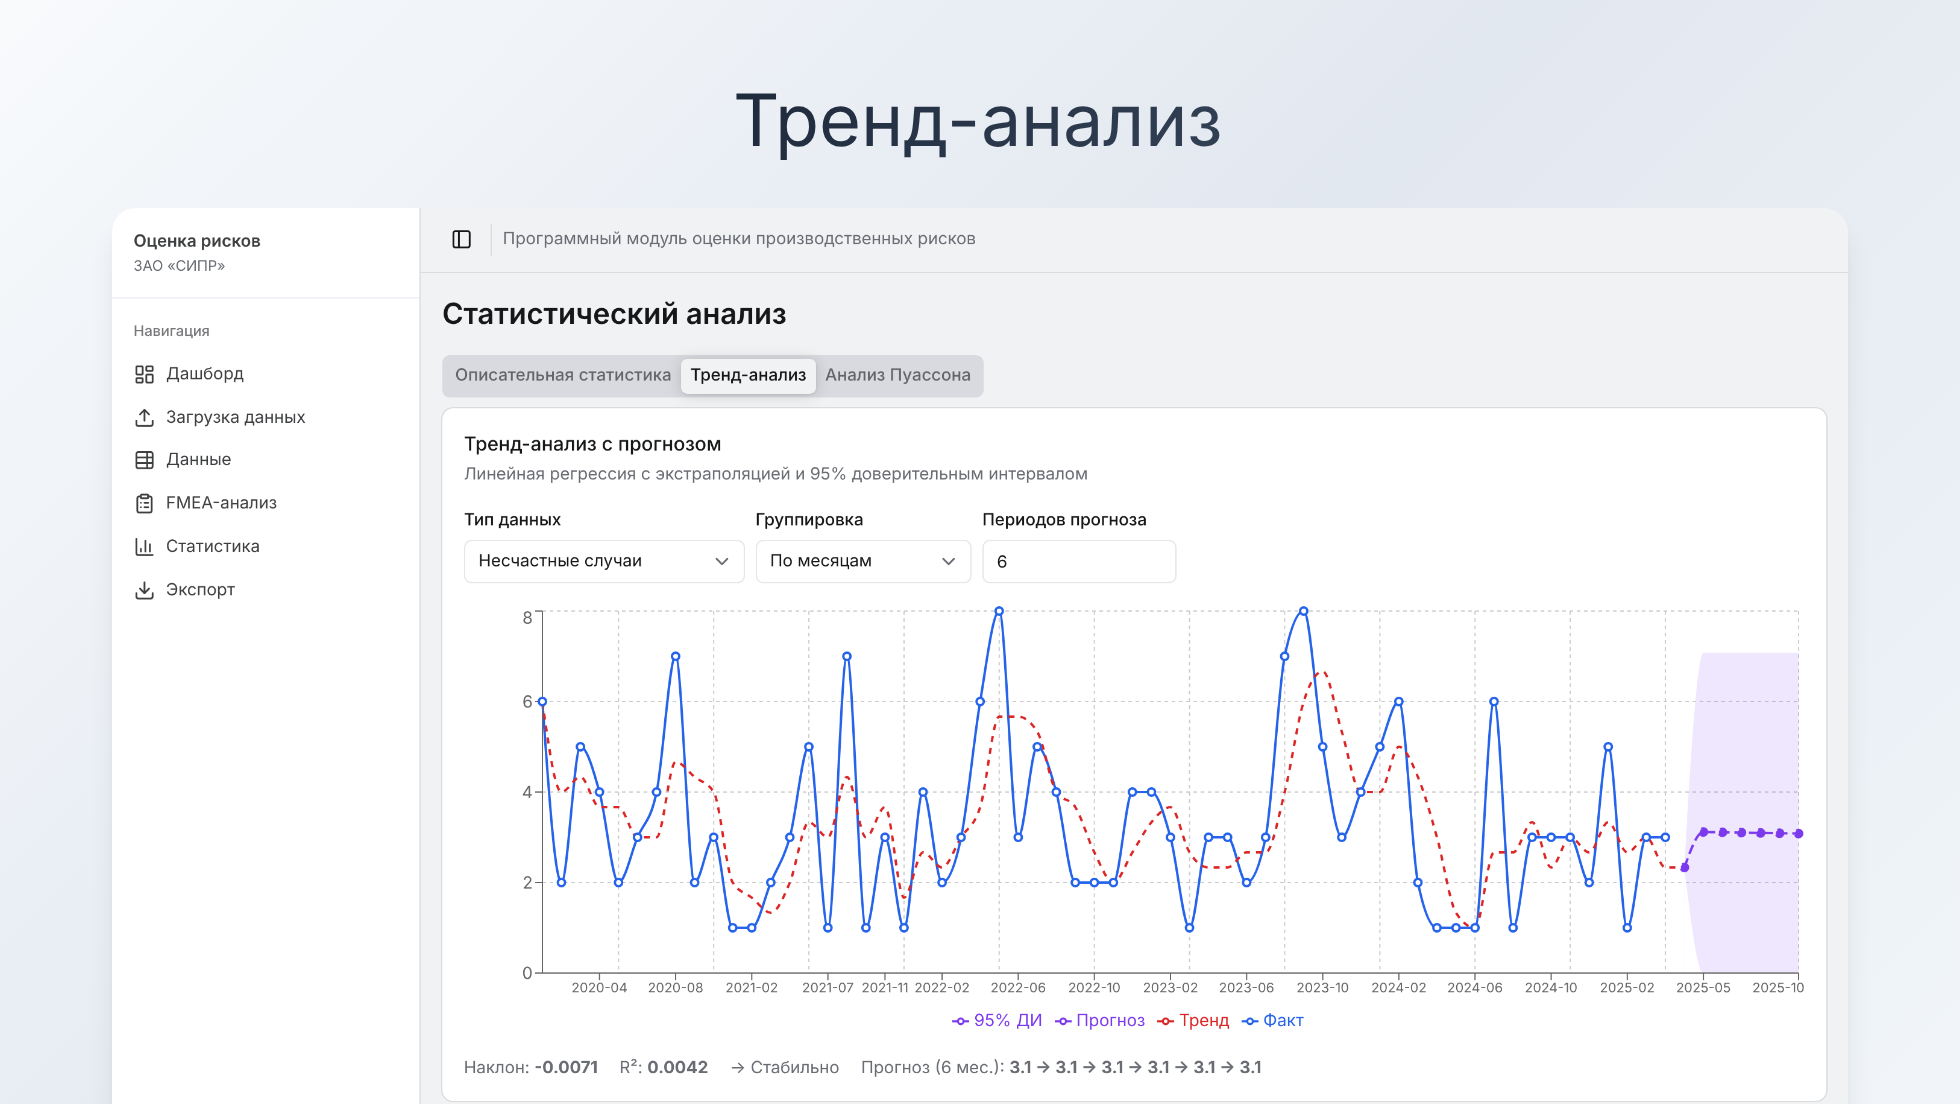 Тренд-анализ
Оценка рисков
ЗАО «СИПР»
Навигация
Дашборд
Загрузка данных
Данные
FMEA-анализ
Статистика
Экспорт
Программный модуль оценки производственных рисков
Статистический анализ
Описательная статистика Тренд-анализ Анализ Пуассона
Тренд-анализ с прогнозом
Линейная регрессия с экстраполяцией и 95% доверительным интервалом
Тип данных Группировка Периодов прогноза
Несчастные случаи По месяцам 6
8
6
4
2
0
2020-04 2020-08 2021-02 2021-07 2021-11 2022-02 2022-06 2022-10 2023-02 2023-06 2023-10 2024-02 2024-06 2024-10 2025-02 2025-05 2025-10
95% ДИ Прогноз Тренд Факт
Наклон: -0.0071 R²: 0.0042 → Стабильно Прогноз (6 мес.): 3.1 → 3.1 → 3.1 → 3.1 → 3.1 → 3.1